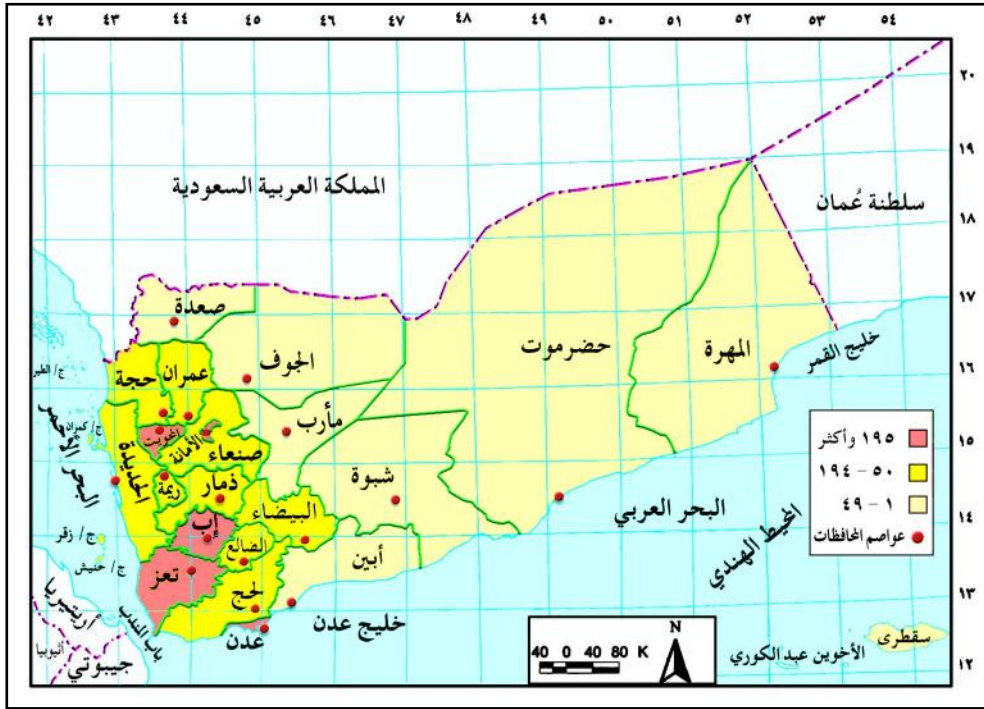 ٤٢ ٤٣ ٤٤ ٤٥ ٤٦ ٤٧ ٤٨ ٤٩ ٥٠ ٥١ ٥٢ ٥٣ ٥٤
٢٠
١٩
١٨
١٧
١٦
١٥
١٤
١٣
١٢
المملكة العربية السعودية
سلطنة عُمان
صعدة
الجوف
حضرموت
المهرة
خليج القمر
حجة
عمران
مأرب
شبوة
المحويت
الأمانة
صنعاء
الحديدة
ريمة
ذمار
البيضاء
إب
الضالع
أبين
تعز
لحج
عدن
خليج عدن
البحر العربي
المحيط الهندي
البحر الأحمر
ج/ الطير
ج/ كمران
ج/ زقر
ج/ حنيش
باب المندب
أريتيريا
أثيوبيا
جيبوتي
سقطرى
الأخوين عبد الكوري
١٩٥ وأكثر
٥٠ – ١٩٤
١ – ٤٩
عواصم المحافظات
N
40 0 40 80 K